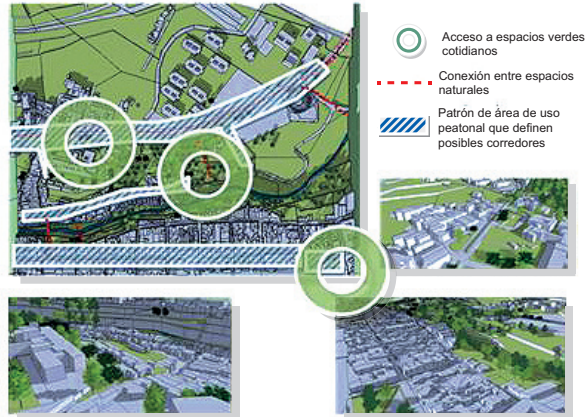 Acceso a espacios verdes
cotidianos
Conexión entre espacios
naturales
Patrón de área de uso
peatonal que definen
posibles corredores